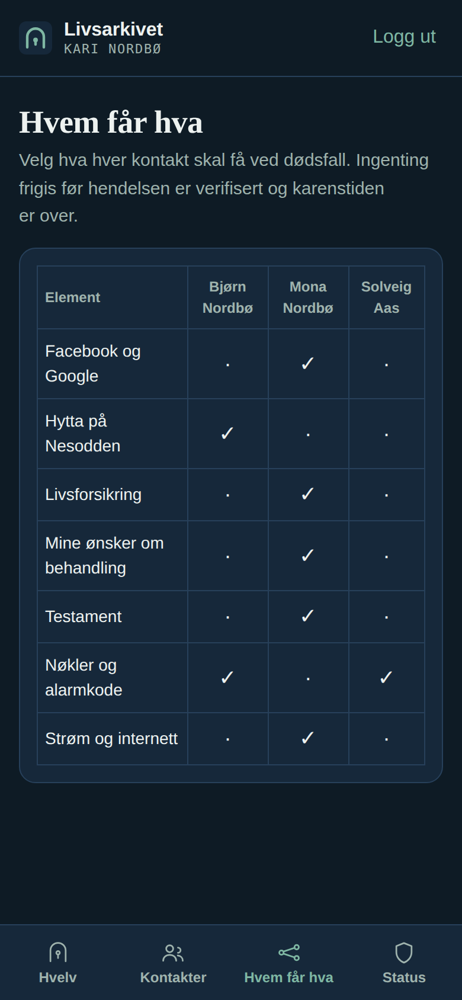 Livsarkivet
KARI NORDBØ
Logg ut
Hvem får hva
Velg hva hver kontakt skal få ved dødsfall. Ingenting
frigis før hendelsen er verifisert og karenstiden
er over.
Element
Bjørn
Nordbø
Mona
Nordbø
Solveig
Aas
Facebook og
Google
· ✓ ·
Hytta på
Nesodden
✓ · ·
Livsforsikring · ✓ ·
Mine ønsker om
behandling
· ✓ ·
Testament · ✓ ·
Nøkler og
alarmkode
✓ · ✓
Strøm og internett · ✓ ·
Hvelv
Kontakter
Hvem får hva
Status